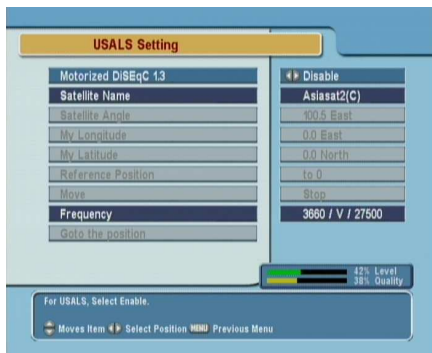 USALS Setting
Motorized DiSEqC 1.3 Disable
Satellite Name Asiasat2(C)
Satellite Angle 100.5 East
My Longitude 0.0 East
My Latitude 0.0 North
Reference Position to 0
Move Stop
Frequency 3660 / V / 27500
Goto the position
42% Level
38% Quality
For USALS, Select Enable.
Moves Item Select Position MENU Previous Menu